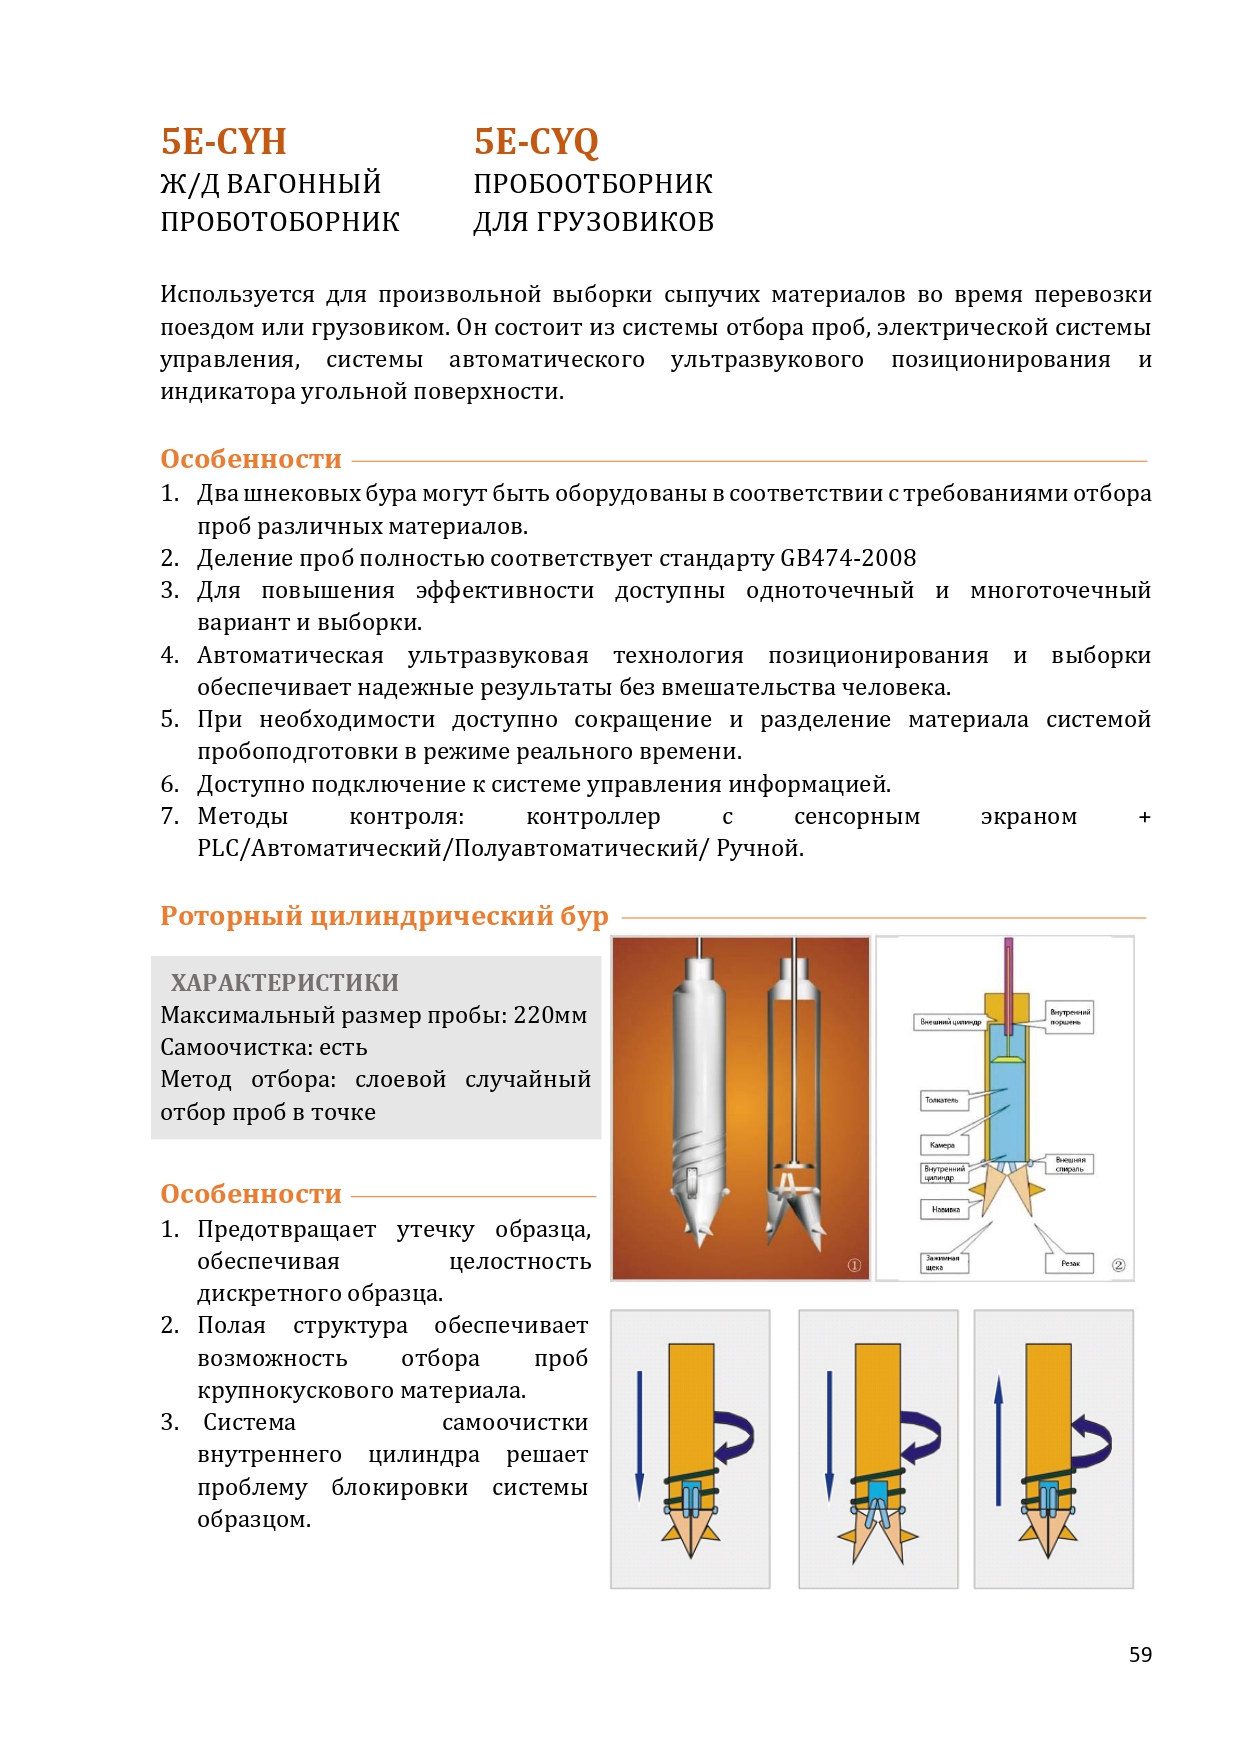 5E-CYH
Ж/Д ВАГОННЫЙ
ПРОБОТОБОРНИК
5E-CYQ
ПРОБООТБОРНИК
ДЛЯ ГРУЗОВИКОВ
Используется для произвольной выборки сыпучих материалов во время перевозки
поездом или грузовиком. Он состоит из системы отбора проб, электрической системы
управления, системы автоматического ультразвукового позиционирования и
индикатора угольной поверхности.
Особенности
1. Два шнековых бура могут быть оборудованы в соответствии с требованиями отбора
проб различных материалов.
2. Деление проб полностью соответствует стандарту GB474-2008
3. Для повышения эффективности доступны одноточечный и многоточечный
вариант и выборки.
4. Автоматическая ультразвуковая технология позиционирования и выборки
обеспечивает надежные результаты без вмешательства человека.
5. При необходимости доступно сокращение и разделение материала системой
пробоподготовки в режиме реального времени.
6. Доступно подключение к системе управления информацией.
7. Методы контроля: контроллер с сенсорным экраном +
PLC/Автоматический/Полуавтоматический/ Ручной.
Роторный цилиндрический бур
ХАРАКТЕРИСТИКИ
Максимальный размер пробы: 220мм
Самоочистка: есть
Метод отбора: слоевой случайный
отбор проб в точке
Особенности
1. Предотвращает утечку образца,
обеспечивая целостность
дискретного образца.
2. Полая структура обеспечивает
возможность отбора проб
крупнокускового материала.
3. Система самоочистки
внутреннего цилиндра решает
проблему блокировки системы
образцом.
①
Внешний цилиндр
Внутренний
поршень
Толкатель
Камера
Внутренний
цилиндр
Внешняя
спираль
Навивка
Зажимная
щека
Резак
②
59